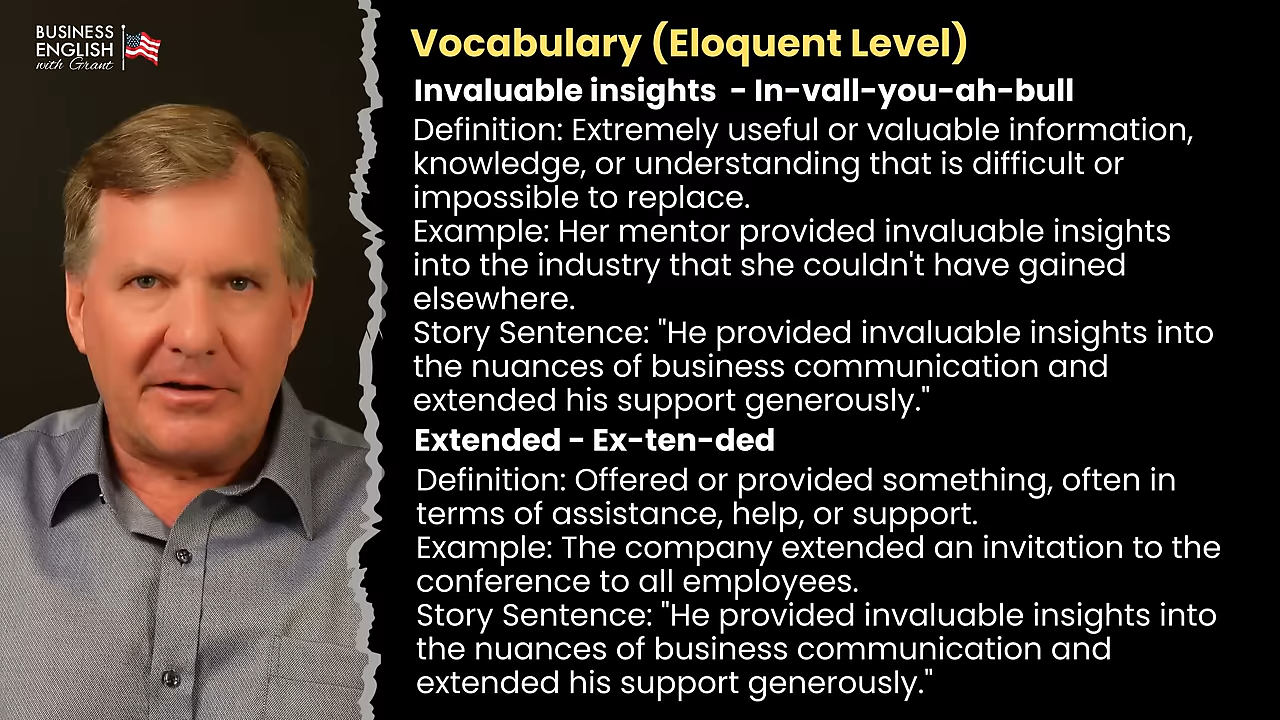 BUSINESS
ENGLISH
with Grant
Vocabulary (Eloquent Level)
Invaluable insights - In-vall-you-ah-bull
Definition: Extremely useful or valuable information,
knowledge, or understanding that is difficult or
impossible to replace.
Example: Her mentor provided invaluable insights
into the industry that she couldn't have gained
elsewhere.
Story Sentence: "He provided invaluable insights into
the nuances of business communication and
extended his support generously."
Extended - Ex-ten-ded
Definition: Offered or provided something, often in
terms of assistance, help, or support.
Example: The company extended an invitation to the
conference to all employees.
Story Sentence: "He provided invaluable insights into
the nuances of business communication and
extended his support generously."